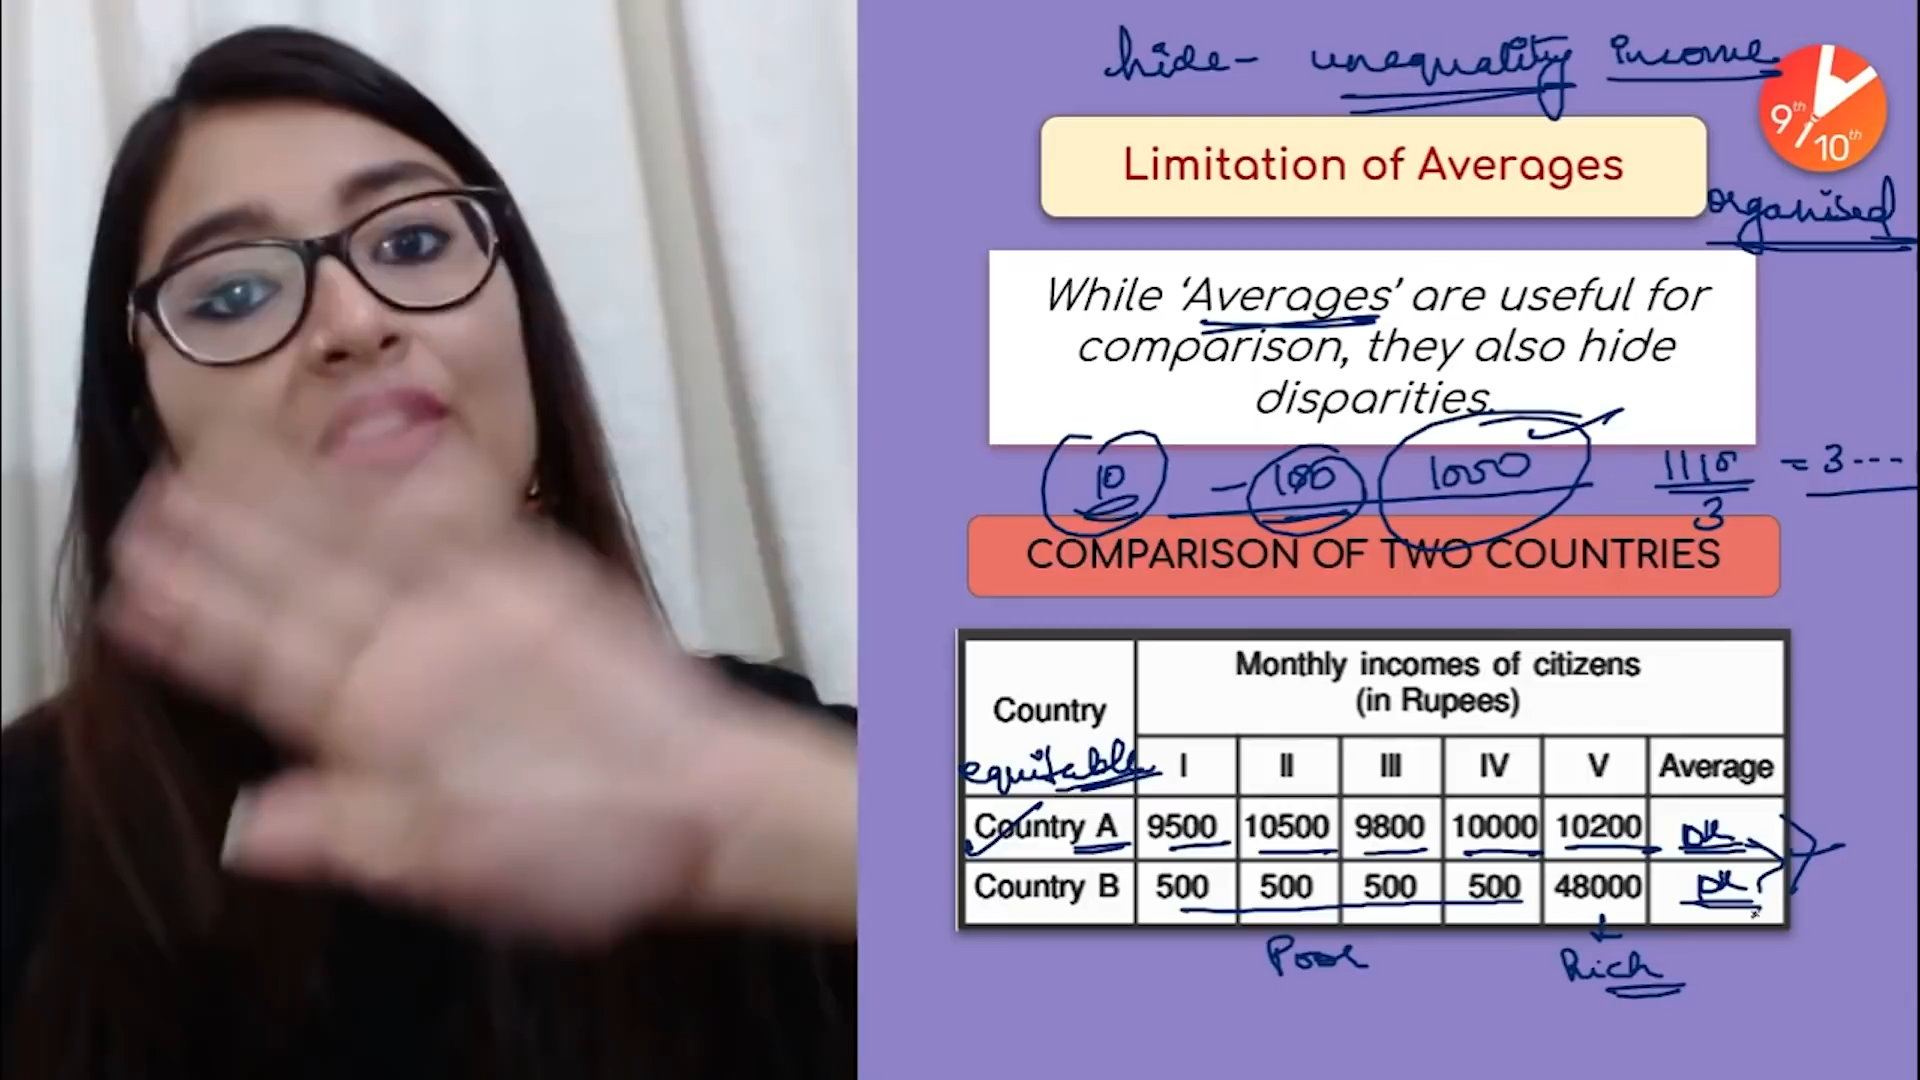 hide - unequality income
9th
10th
Limitation of Averages
organised
While ‘Averages’ are useful for
comparison, they also hide
disparities.
10 - 100 1000 1110 = 3...
3
COMPARISON OF TWO COUNTRIES
Monthly incomes of citizens
(in Rupees)
Country
equitable I II III IV V Average
Country A 9500 10500 9800 10000 10200
Country B 500 500 500 500 48000
Poor Rich